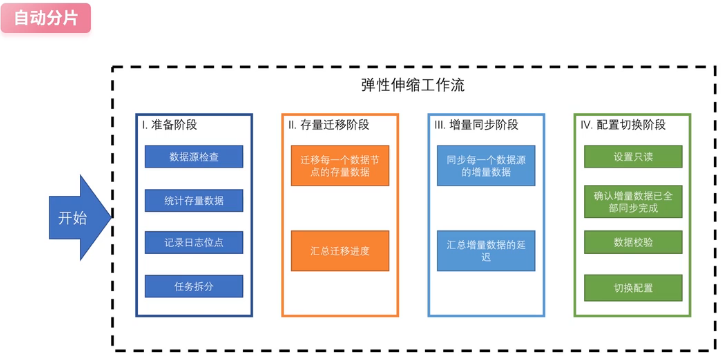 自动分片
弹性伸缩工作流
开始
I. 准备阶段
数据源检查
统计存量数据
记录日志位点
任务拆分
II. 存量迁移阶段
迁移每一个数据节
点的存量数据
汇总迁移进度
III. 增量同步阶段
同步每一个数据源
的增量数据
汇总增量数据的延
迟
IV. 配置切换阶段
设置只读
确认增量数据已全
部同步完成
数据校验
切换配置